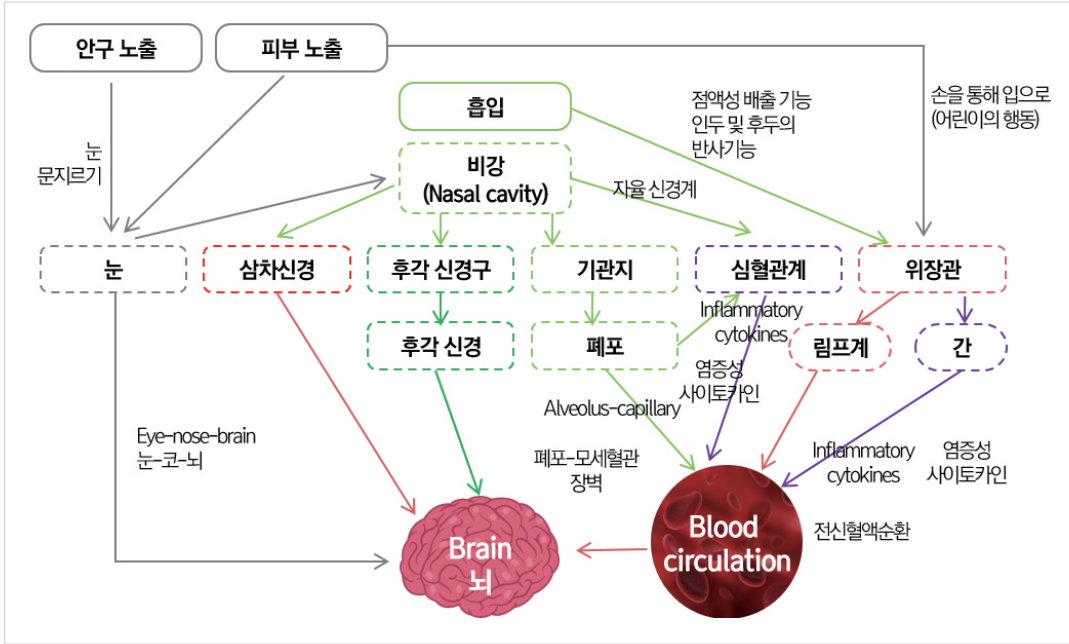 안구 노출
피부 노출
흡입
점액성 배출 기능
인두 및 후두의
반사기능
손을 통해 입으로
(어린이의 행동)
눈
문지르기
비강
(Nasal cavity)
자율 신경계
눈
삼차신경
후각 신경구
기관지
심혈관계
위장관
Inflammatory
cytokines
후각 신경
폐포
림프계
간
염증성
사이토카인
Alveolus-capillary
Eye-nose-brain
눈-코-뇌
폐포-모세혈관
장벽
Inflammatory
cytokines
염증성
사이토카인
Brain
뇌
Blood
circulation
전신혈액순환